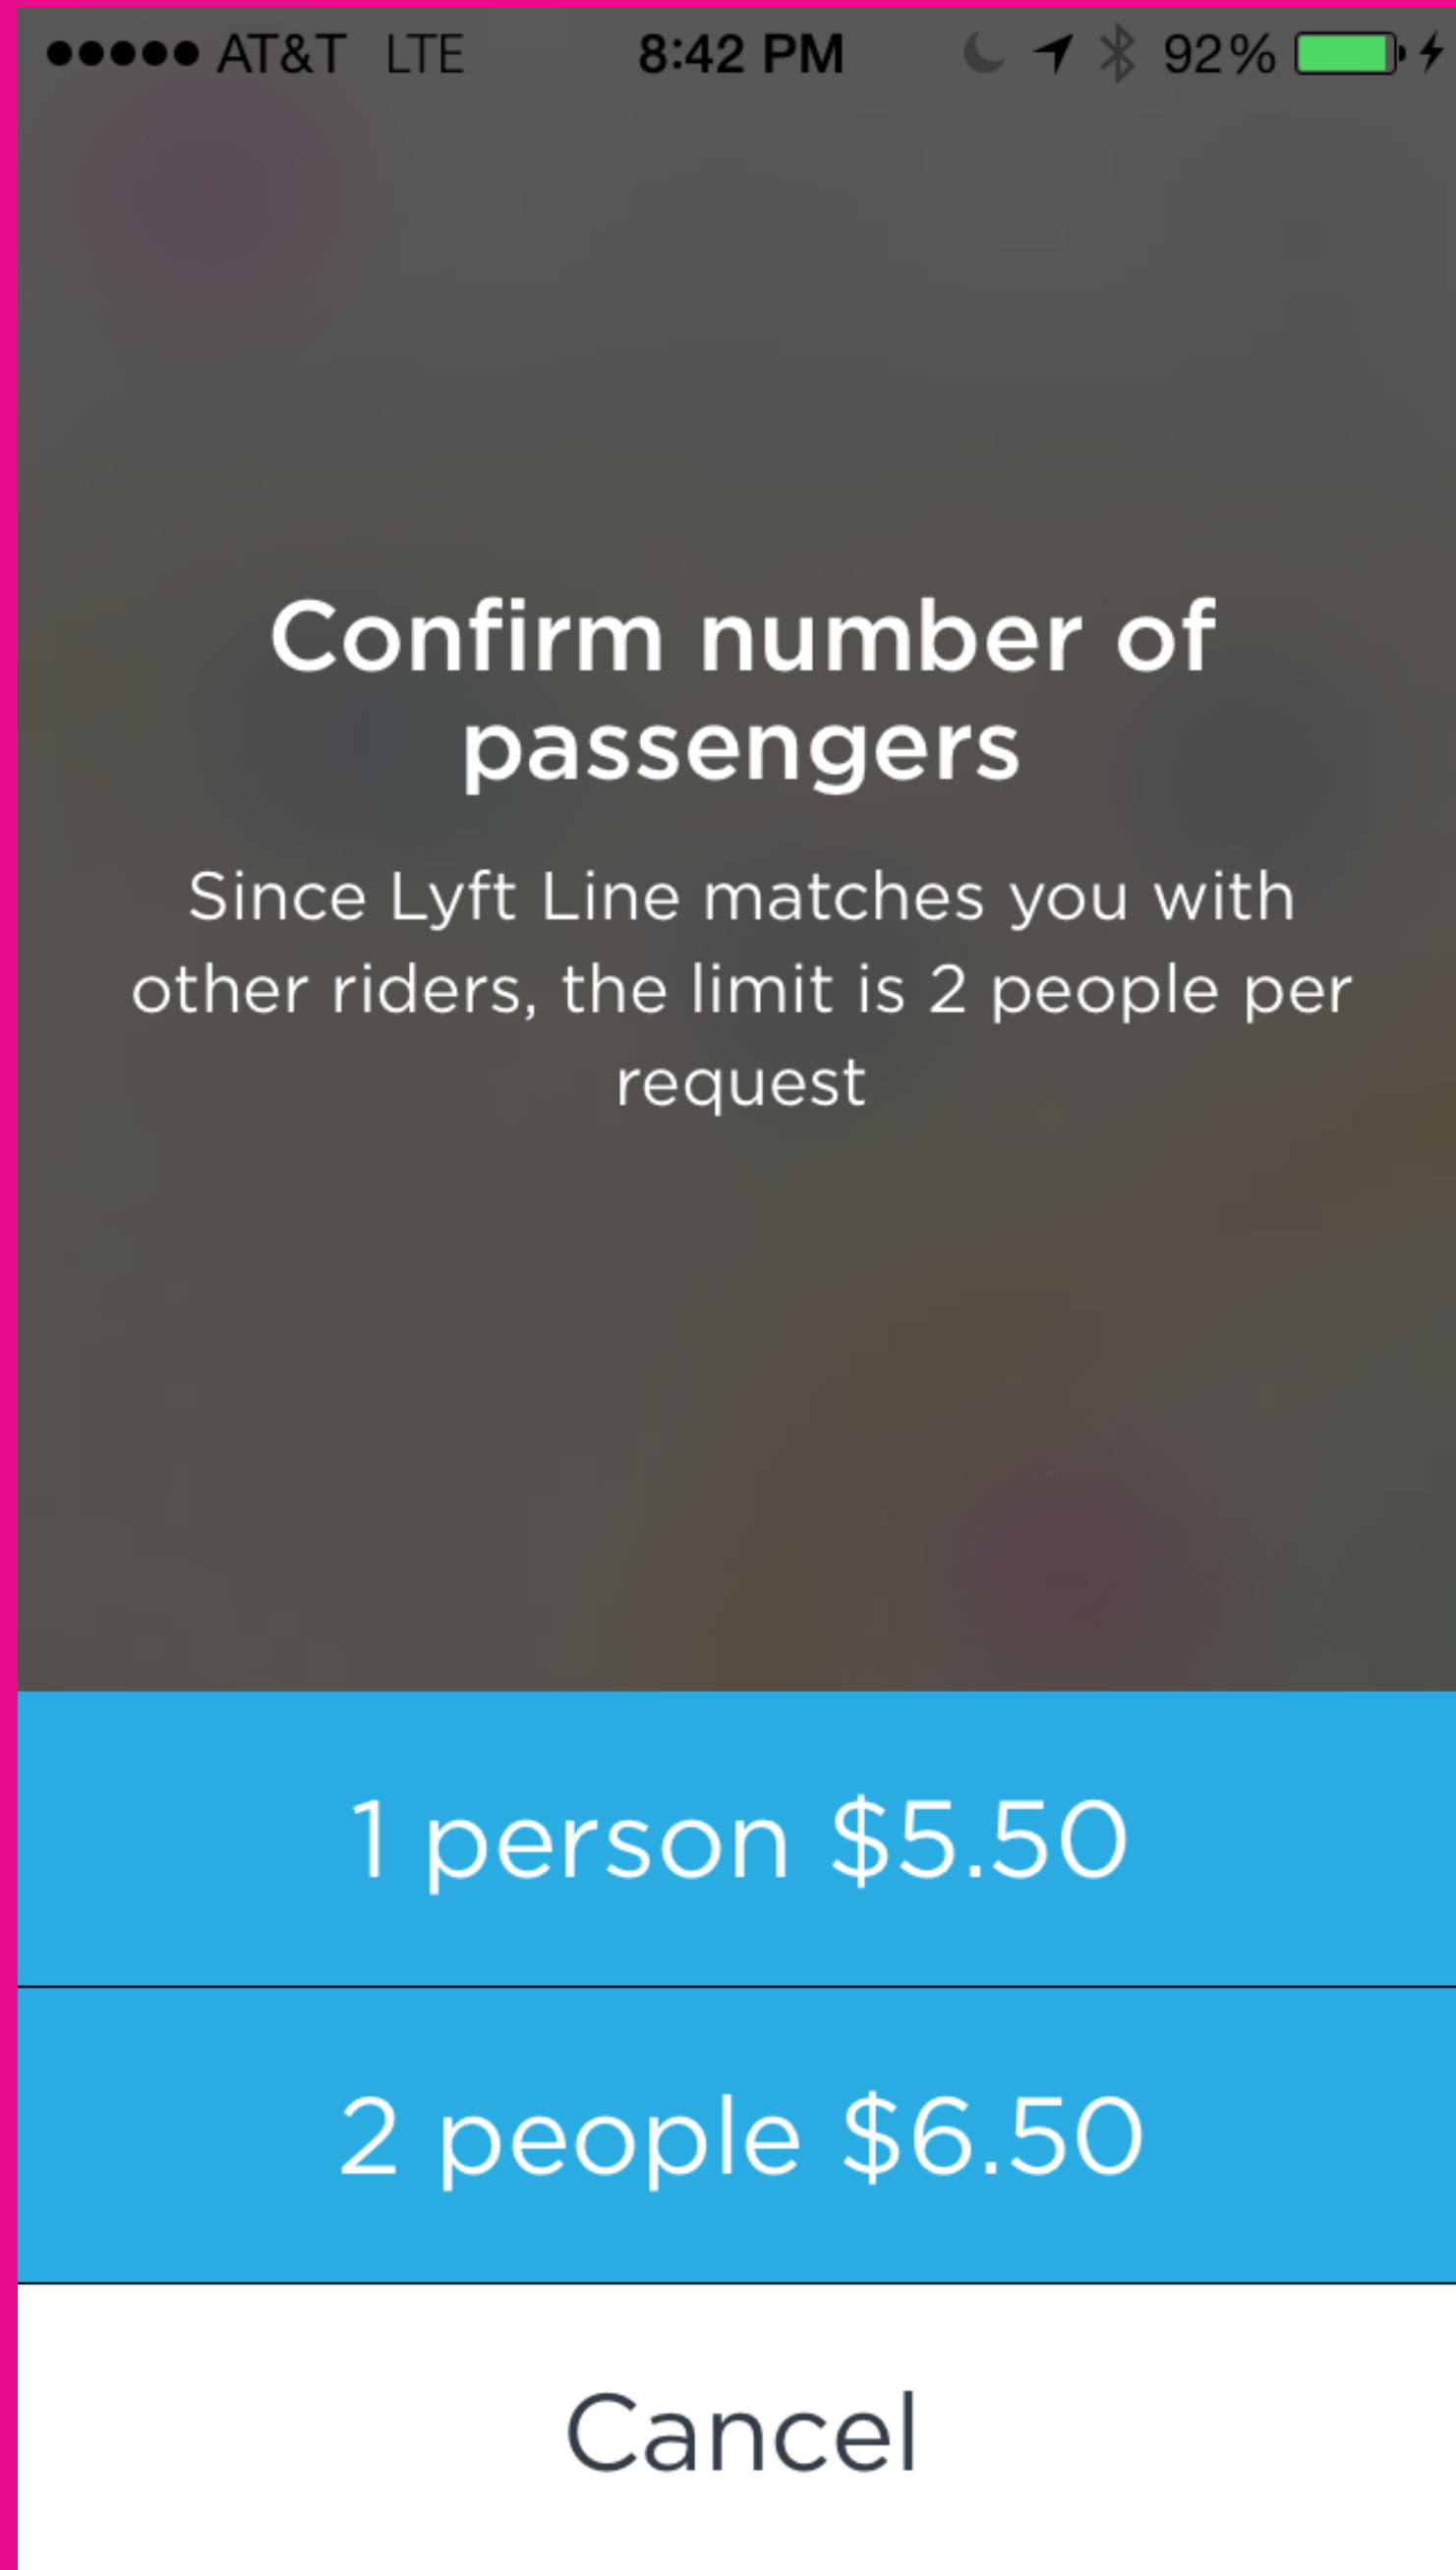 AT&T LTE 8:42 PM 92%
Confirm number of
passengers
Since Lyft Line matches you with
other riders, the limit is 2 people per
request
1 person $5.50
2 people $6.50
Cancel